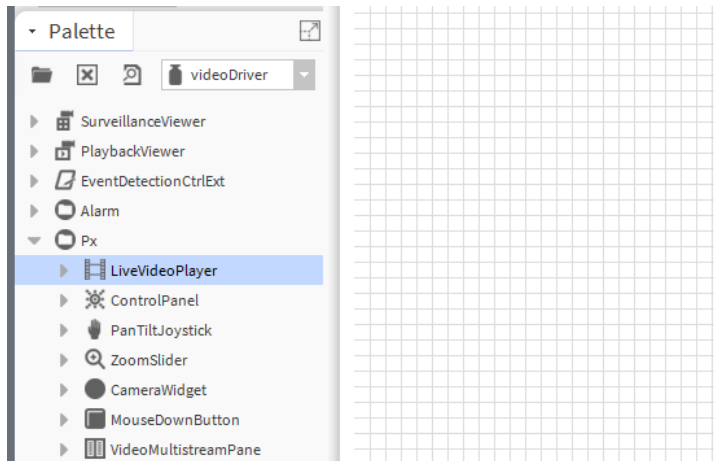 Palette
videoDriver
SurveillanceViewer
PlaybackViewer
EventDetectionCtrlExt
Alarm
Px
LiveVideoPlayer
ControlPanel
PanTiltJoystick
ZoomSlider
CameraWidget
MouseDownButton
VideoMultistreamPane